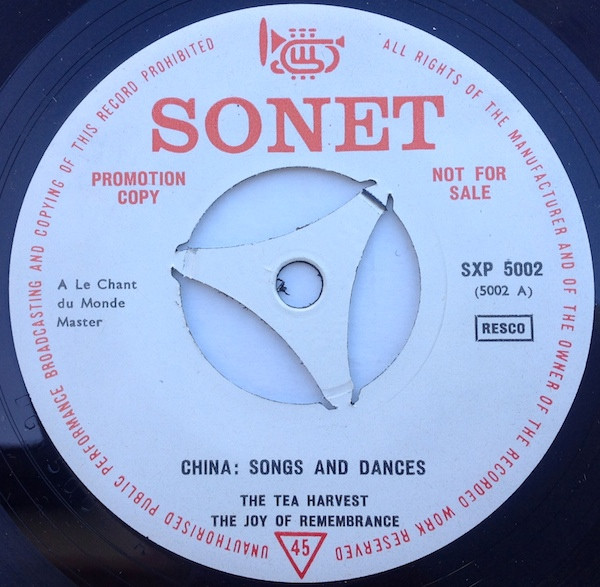 SONET
PROMOTION
COPY
NOT FOR
SALE
A Le Chant
du Monde
Master
SXP 5002
(5002 A)
RESCO
CHINA: SONGS AND DANCES
THE TEA HARVEST
THE JOY OF REMEMBRANCE
45
ALL RIGHTS OF THE MANUFACTURER AND OF THE OWNER OF THE RECORDED WORK RESERVED
UNAUTHORISED PUBLIC PERFORMANCE BROADCASTING AND COPYING OF THIS RECORD PROHIBITED